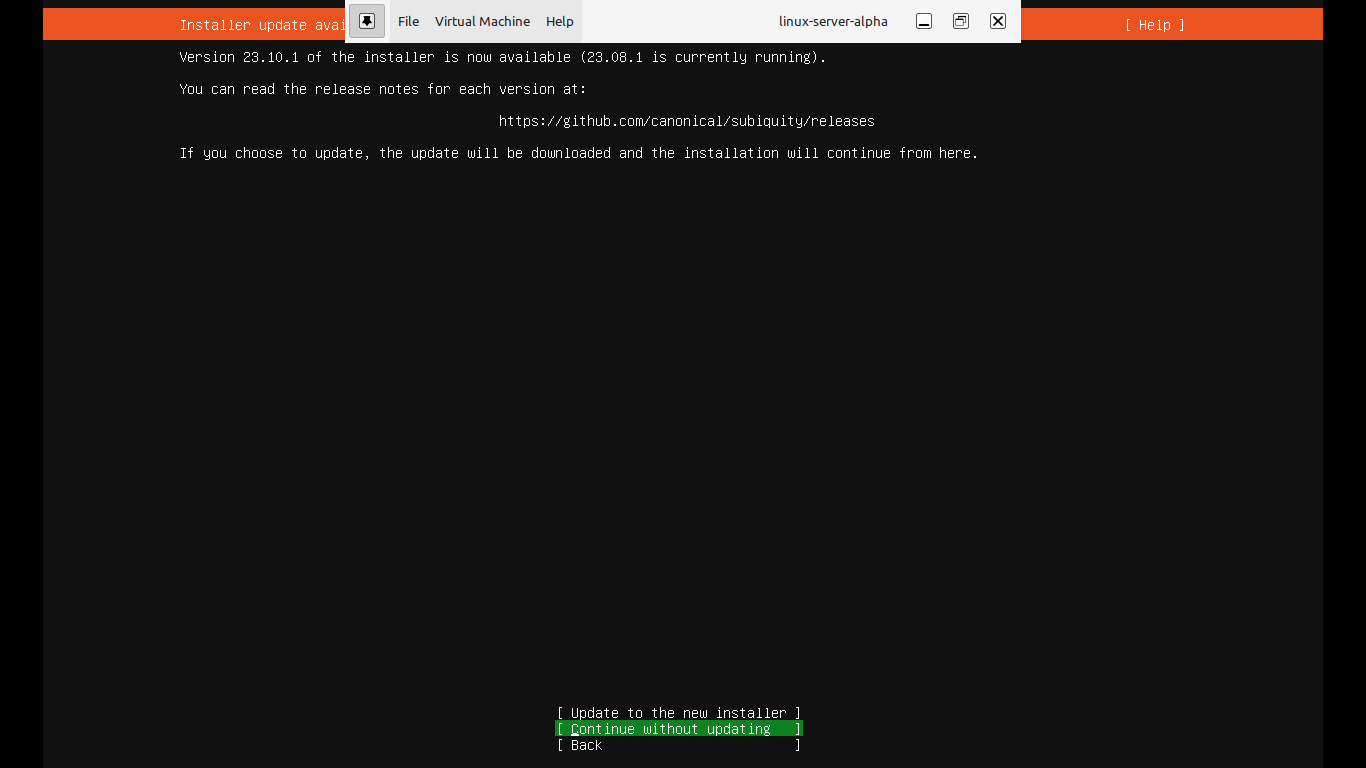 Installer update avai
File Virtual Machine Help
linux-server-alpha
[ Help ]
Version 23.10.1 of the installer is now available (23.08.1 is currently running).
You can read the release notes for each version at:
https://github.com/canonical/subiquity/releases
If you choose to update, the update will be downloaded and the installation will continue from here.
[ Update to the new installer ]
[ Continue without updating ]
[ Back ]